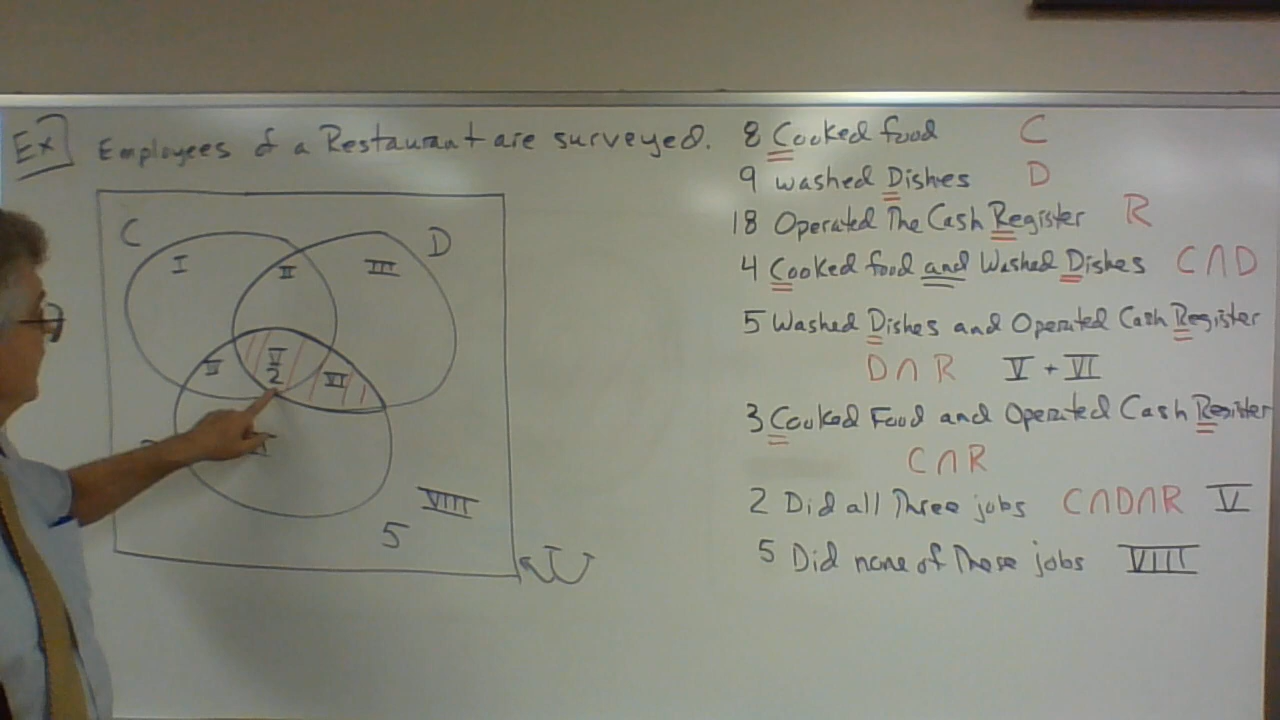 Ex Employees of a Restaurant are surveyed.
8 Cooked food C
9 washed Dishes D
18 Operated The Cash Register R
4 Cooked food and Washed Dishes C∩D
5 Washed Dishes and Operated Cash Register
D∩R V + VI
3 Cooked Food and Operated Cash Register
C∩R
2 Did all Three jobs C∩D∩R V
5 Did none of These jobs VIII
C D
I II III
V
2
VI
VIII
5
U